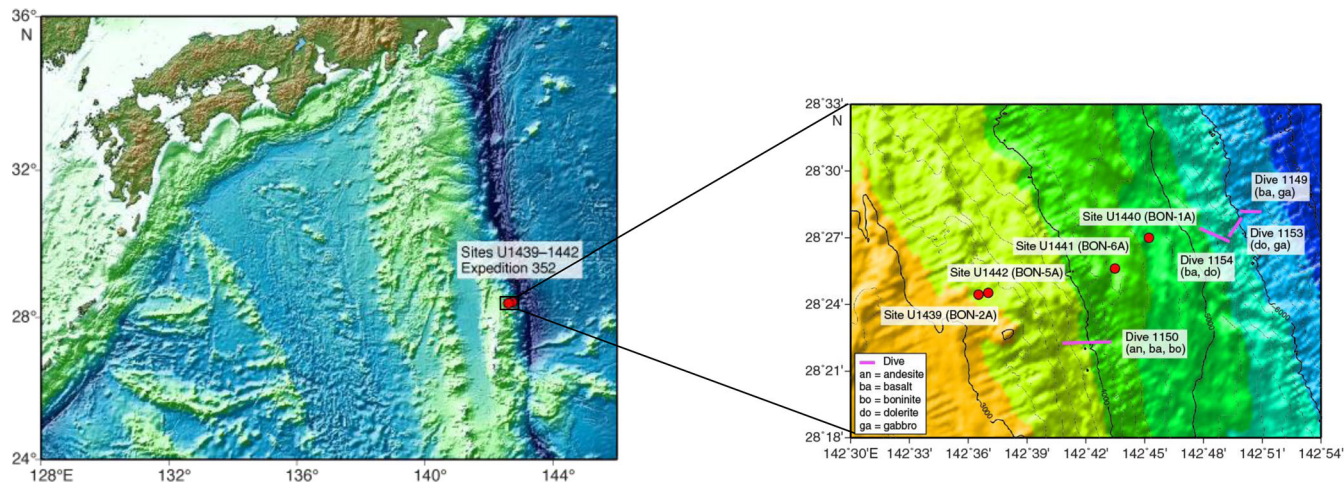 36°
N
32°
28°
24°
128°E
132°
136°
140°
144°
Sites U1439–1442
Expedition 352
28°33'
N
28°30'
28°27'
28°24'
28°21'
28°18'
142°30'
142°33'
142°36'
142°39'
142°42'
142°45'
142°48'
142°51'
142°54'
Dive 1149
(ba, ga)
Site U1440 (BON-1A)
Dive 1153
(do, ga)
Site U1441 (BON-6A)
Dive 1154
(ba, do)
Site U1442 (BON-5A)
Site U1439 (BON-2A)
Dive 1150
(an, ba, bo)
3000
4000
5000
6000
Dive
an = andesite
ba = basalt
bo = boninite
do = dolerite
ga = gabbro